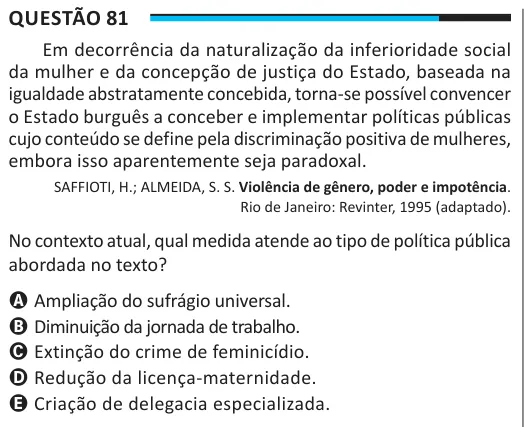 QUESTÃO 81
Em decorrência da naturalização da inferioridade social
da mulher e da concepção de justiça do Estado, baseada na
igualdade abstratamente concebida, torna-se possível convencer
o Estado burguês a conceber e implementar políticas públicas
cujo conteúdo se define pela discriminação positiva de mulheres,
embora isso aparentemente seja paradoxal.
SAFFIOTI, H.; ALMEIDA, S. S. Violência de gênero, poder e impotência.
Rio de Janeiro: Revinter, 1995 (adaptado).
No contexto atual, qual medida atende ao tipo de política pública
abordada no texto?
A Ampliação do sufrágio universal.
B Diminuição da jornada de trabalho.
C Extinção do crime de feminicídio.
D Redução da licença-maternidade.
E Criação de delegacia especializada.